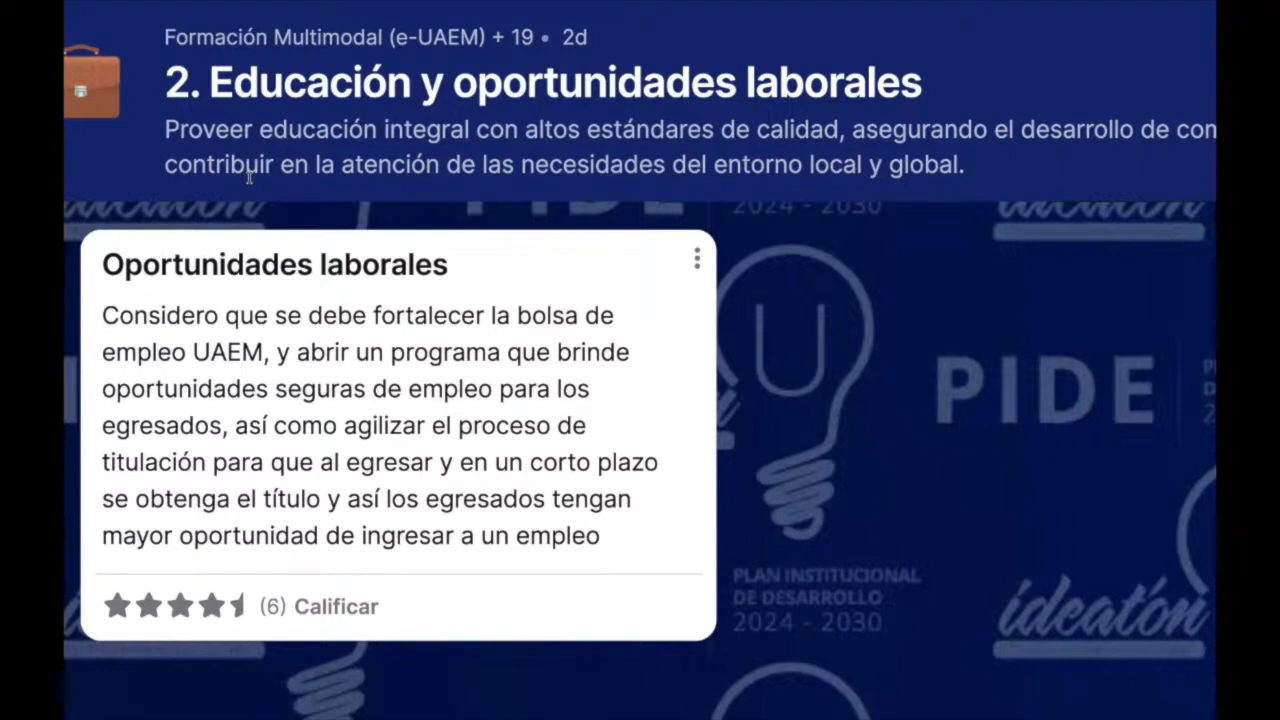 Formación Multimodal (e-UAEM) + 19 • 2d
2. Educación y oportunidades laborales
Proveer educación integral con altos estándares de calidad, asegurando el desarrollo de
contribuir en la atención de las necesidades del entorno local y global.
PIDE
2024 - 2030
ideatón
Oportunidades laborales
Considero que se debe fortalecer la bolsa de
empleo UAEM, y abrir un programa que brinde
oportunidades seguras de empleo para los
egresados, así como agilizar el proceso de
titulación para que al egresar y en un corto plazo
se obtenga el título y así los egresados tengan
mayor oportunidad de ingresar a un empleo
(6) Calificar
U
PIDE
PLAN INSTITUCIONAL
DE DESARROLLO
2024 - 2030
ideatón